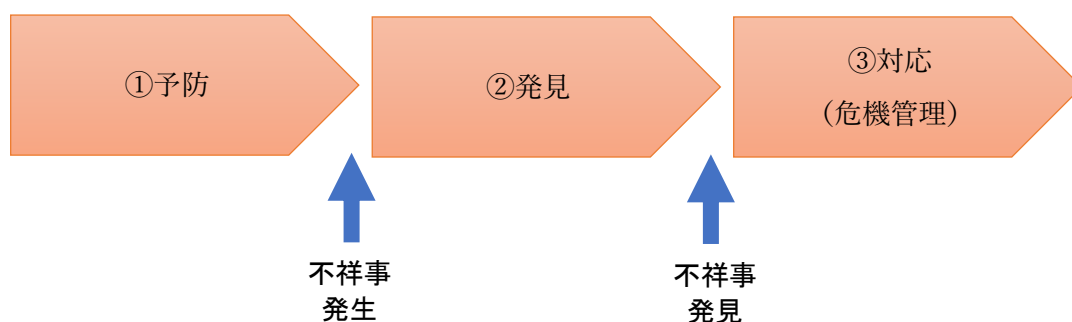 ①予防
②発見
③対応
（危機管理）
不祥事
発生
不祥事
発見